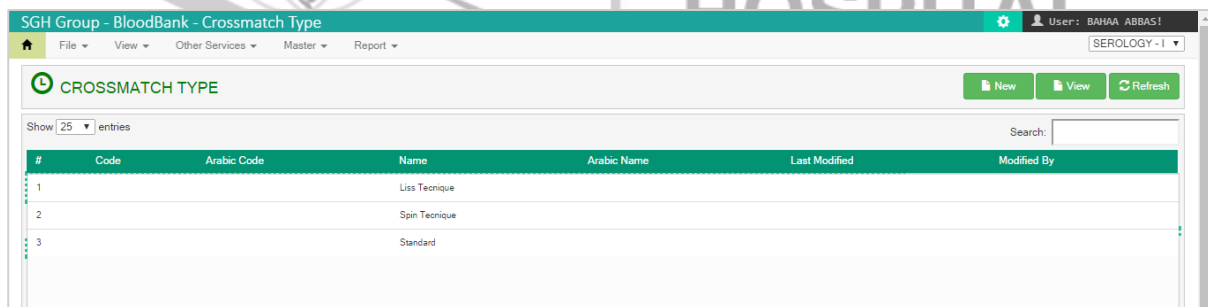 HOSPITAL
SGH Group - BloodBank - Crossmatch Type User: BAHAA ABBAS!
File View Other Services Master Report SEROLOGY - I
CROSSMATCH TYPE New View Refresh
Show 25 entries Search:
# Code Arabic Code Name Arabic Name Last Modified Modified By
1 Liss Tecnique
2 Spin Tecnique
3 Standard